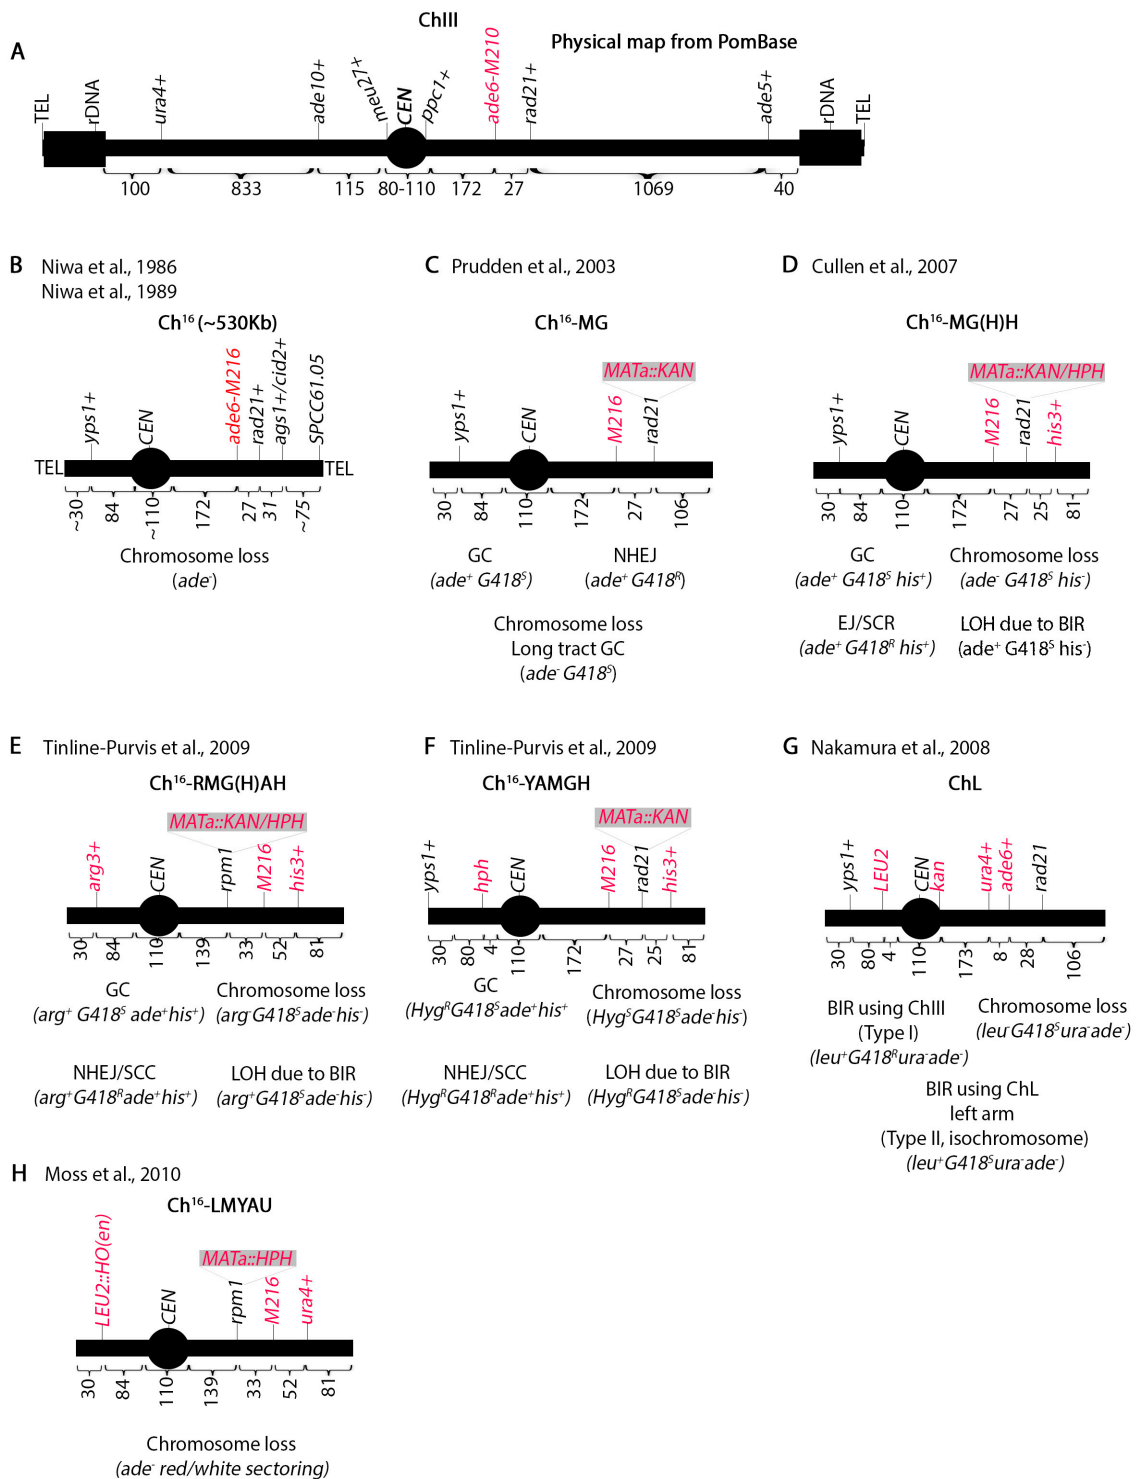 ChIII
A
Physical map from PomBase
TEL
rDNA
ura4+
ade10+
meu27+
CEN
ppc1+
ade6-M210
rad21+
ade5+
rDNA
TEL
100
833
115
80-110
172
27
1069
40
B Niwa et al., 1986
Niwa et al., 1989
Ch¹⁶ (~530Kb)
TEL
yps1+
CEN
ade6-M216
rad21+
ags1+/cid2+
SPCC61.05
TEL
~30
84
~110
172
27
31
~75
Chromosome loss
(ade⁻)
C Prudden et al., 2003
Ch¹⁶-MG
MATa::KAN
yps1+
CEN
M216
rad21
30
84
110
172
27
106
GC
(ade⁺ G418ˢ)
NHEJ
(ade⁺ G418ᴿ)
Chromosome loss
Long tract GC
(ade⁻ G418ˢ)
D Cullen et al., 2007
Ch¹⁶-MG(H)H
MATa::KAN/HPH
yps1+
CEN
M216
rad21
his3+
30
84
110
172
27
25
81
GC
(ade⁺ G418ˢ his⁺)
Chromosome loss
(ade⁻ G418ˢ his⁻)
EJ/SCR
(ade⁺ G418ᴿ his⁺)
LOH due to BIR
(ade⁺ G418ˢ his⁻)
E Tinline-Purvis et al., 2009
Ch¹⁶-RMG(H)AH
MATa::KAN/HPH
arg3+
CEN
rpm1
M216
his3+
30
84
110
139
33
52
81
GC
(arg⁺ G418ˢ ade⁺his⁺)
Chromosome loss
(arg⁻G418ˢade⁻his⁻)
NHEJ/SCC
(arg⁺G418ᴿade⁺his⁺)
LOH due to BIR
(arg⁺G418ˢade⁻his⁻)
F Tinline-Purvis et al., 2009
Ch¹⁶-YAMGH
MATa::KAN
yps1+
hph
CEN
M216
rad21
his3+
30
80
4
110
172
27
25
81
GC
(HygᴿG418ˢade⁺his⁺
Chromosome loss
(HygˢG418ˢade⁻his⁻)
NHEJ/SCC
(HygᴿG418ᴿade⁺his⁺)
LOH due to BIR
(HygᴿG418ˢade⁻his⁻)
G Nakamura et al., 2008
ChL
yps1+
LEU2
CEN
kan
ura4+
ade6+
rad21
30
80
4
110
173
8
28
106
BIR using ChIII
(Type I)
(leu⁺G418ᴿura⁻ade⁻)
Chromosome loss
(leu⁻G418ˢura⁻ade⁻)
BIR using ChL
left arm
(Type II, isochromosome)
(leu⁺G418ˢura⁻ade⁻)
H Moss et al., 2010
Ch¹⁶-LMYAU
MATa::HPH
LEU2::HO(en)
CEN
rpm1
M216
ura4+
30
84
110
139
33
52
81
Chromosome loss
(ade⁻ red/white sectoring)